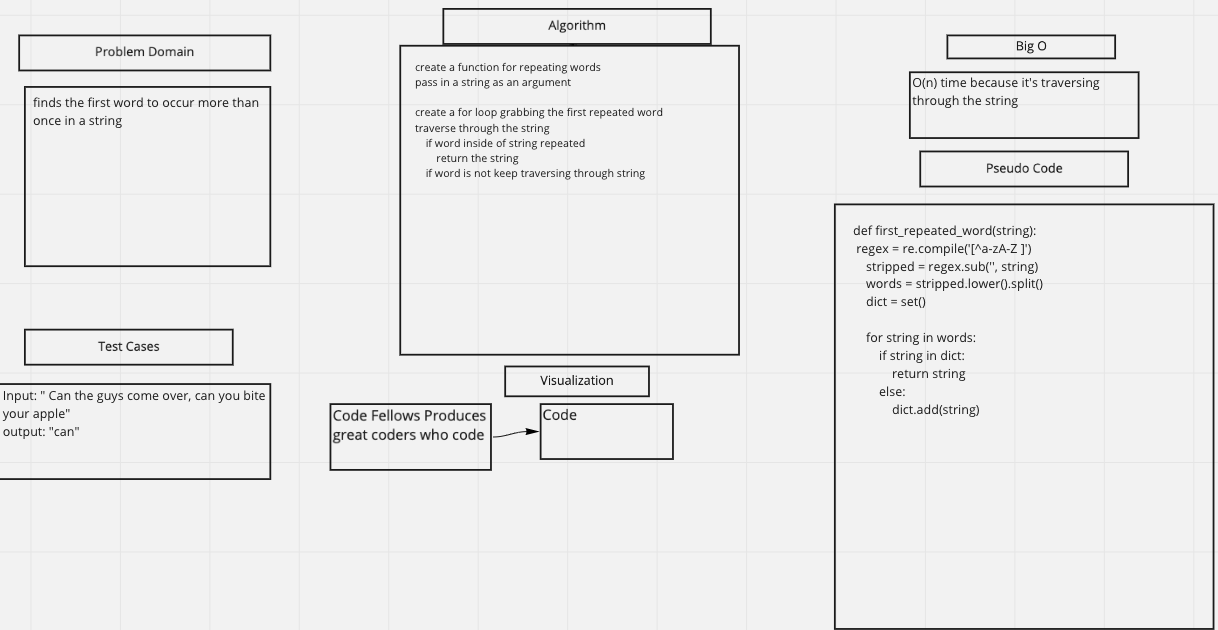 Problem Domain
finds the first word to occur more than
once in a string
Test Cases
Input: " Can the guys come over, can you bite
your apple"
output: "can"
Algorithm
create a function for repeating words
pass in a string as an argument
create a for loop grabbing the first repeated word
traverse through the string
if word inside of string repeated
return the string
if word is not keep traversing through string
Visualization
Code Fellows Produces
great coders who code
Code
Big O
O(n) time because it's traversing
through the string
Pseudo Code
def first_repeated_word(string):
regex = re.compile('[^a-zA-Z ]')
stripped = regex.sub('', string)
words = stripped.lower().split()
dict = set()
for string in words:
if string in dict:
return string
else:
dict.add(string)